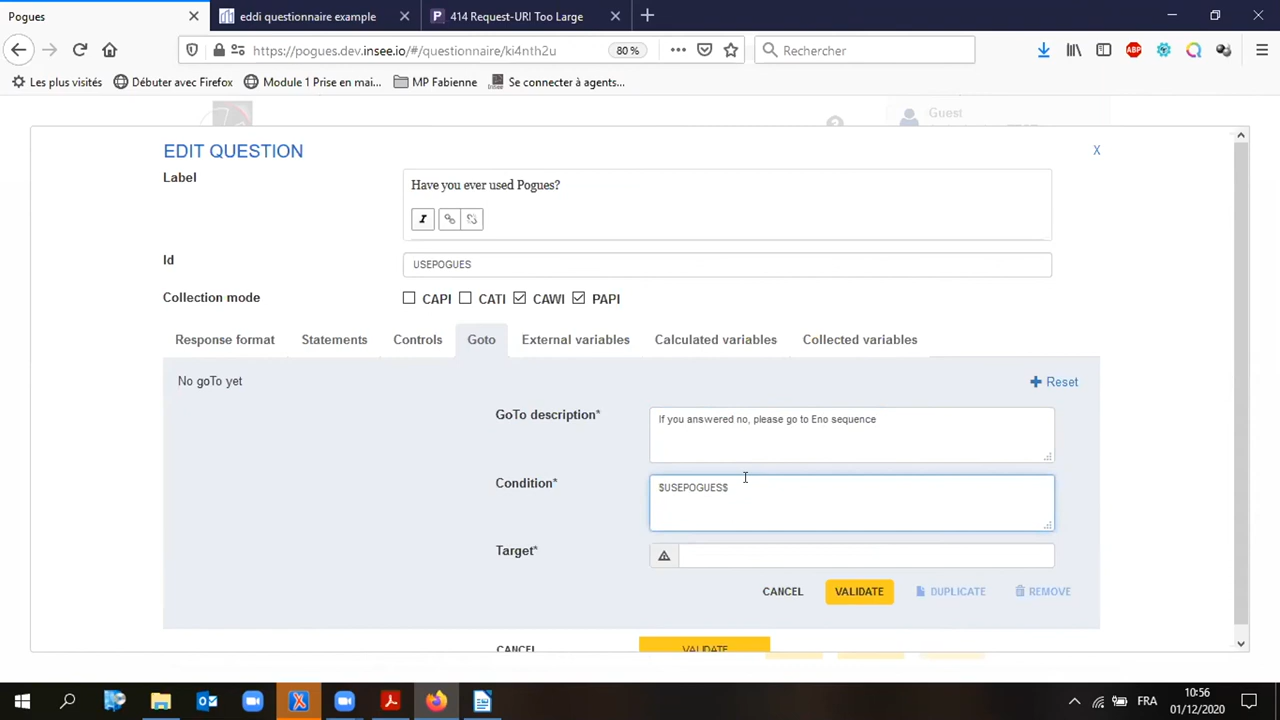 Pogues
eddi questionnaire example
414 Request-URI Too Large
https://pogues.dev.insee.io/#/questionnaire/ki4nth2u
80 %
Rechercher
Les plus visités
Débuter avec Firefox
Module 1 Prise en mai...
MP Fabienne
Se connecter à agents...
Guest
EDIT QUESTION
X
Label
Have you ever used Pogues?
I
Id
USEPOGUES
Collection mode
CAPI
CATI
CAWI
PAPI
Response format
Statements
Controls
Goto
External variables
Calculated variables
Collected variables
No goTo yet
Reset
GoTo description*
If you answered no, please go to Eno sequence
Condition*
$USEPOGUES$
Target*
CANCEL
VALIDATE
DUPLICATE
REMOVE
CANCEL
VALIDATE
FRA
10:56
01/12/2020